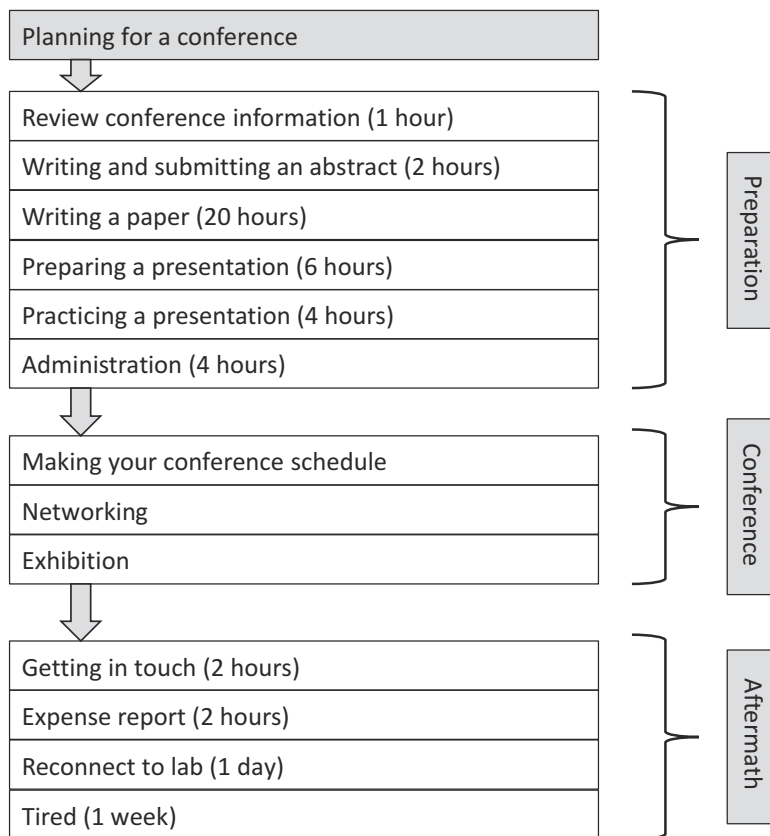 Planning for a conference
Review conference information (1 hour)
Writing and submitting an abstract (2 hours)
Writing a paper (20 hours)
Preparing a presentation (6 hours)
Practicing a presentation (4 hours)
Administration (4 hours)
Preparation
Making your conference schedule
Networking
Exhibition
Conference
Getting in touch (2 hours)
Expense report (2 hours)
Reconnect to lab (1 day)
Tired (1 week)
Aftermath